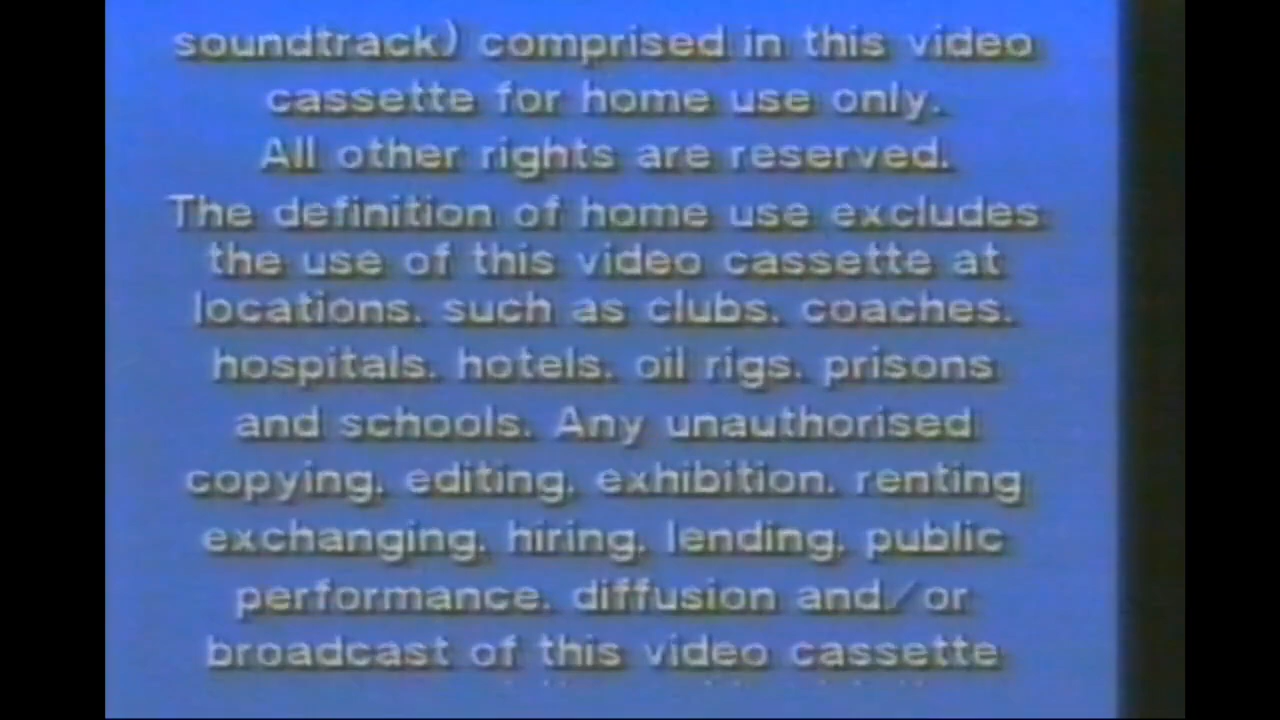 soundtrack) comprised in this video
cassette for home use only.
All other rights are reserved.
The definition of home use excludes
the use of this video cassette at
locations, such as clubs, coaches,
hospitals, hotels, oil rigs, prisons
and schools. Any unauthorised
copying, editing, exhibition, renting
exchanging, hiring, lending, public
performance, diffusion and/or
broadcast of this video cassette